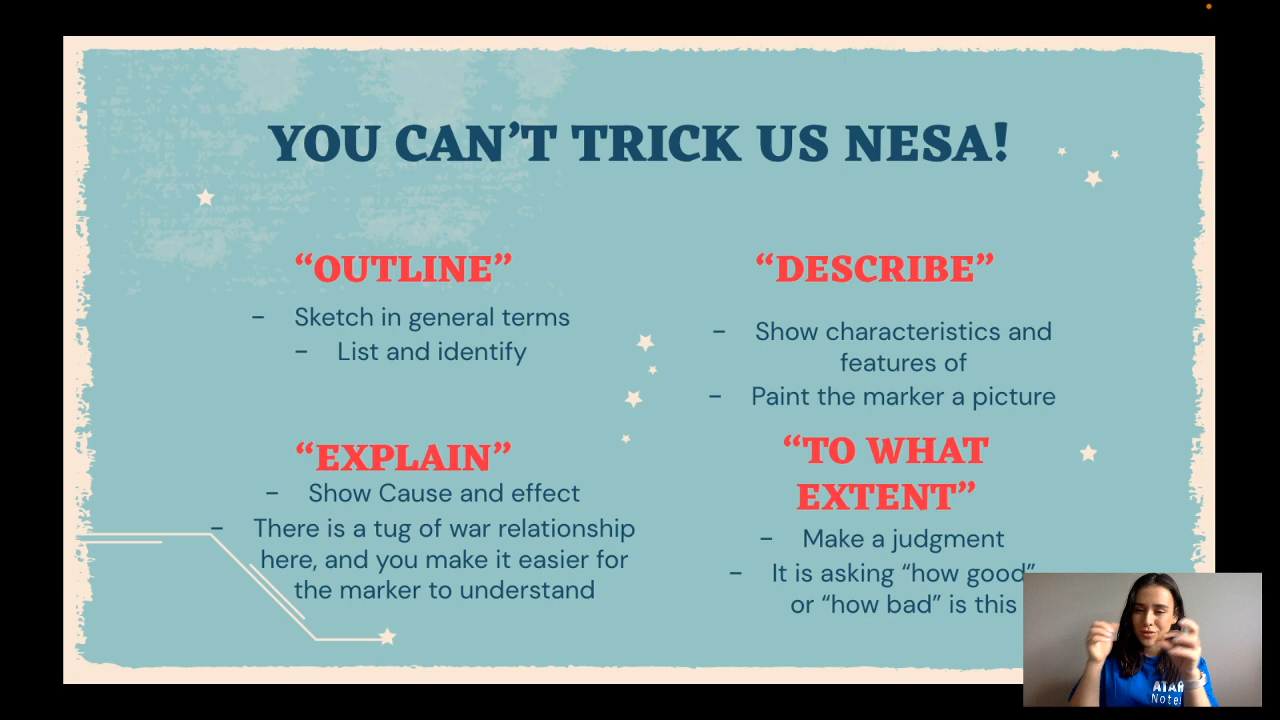 YOU CAN'T TRICK US NESA!
“OUTLINE”
- Sketch in general terms
- List and identify
“DESCRIBE”
- Show characteristics and
features of
- Paint the marker a picture
“EXPLAIN”
- Show Cause and effect
- There is a tug of war relationship
here, and you make it easier for
the marker to understand
“TO WHAT
EXTENT”
- Make a judgment
- It is asking “how good”
or “how bad” is this
ATAR
Notes